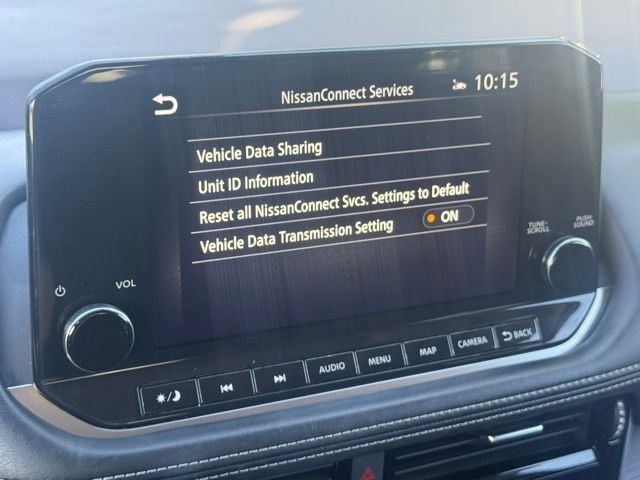 NissanConnect Services
10:15
Vehicle Data Sharing
Unit ID Information
Reset all NissanConnect Svcs. Settings to Default
Vehicle Data Transmission Setting
ON
VOL
TUNE·
SCROLL
PUSH·
SOUND
AUDIO
MENU
MAP
CAMERA
BACK